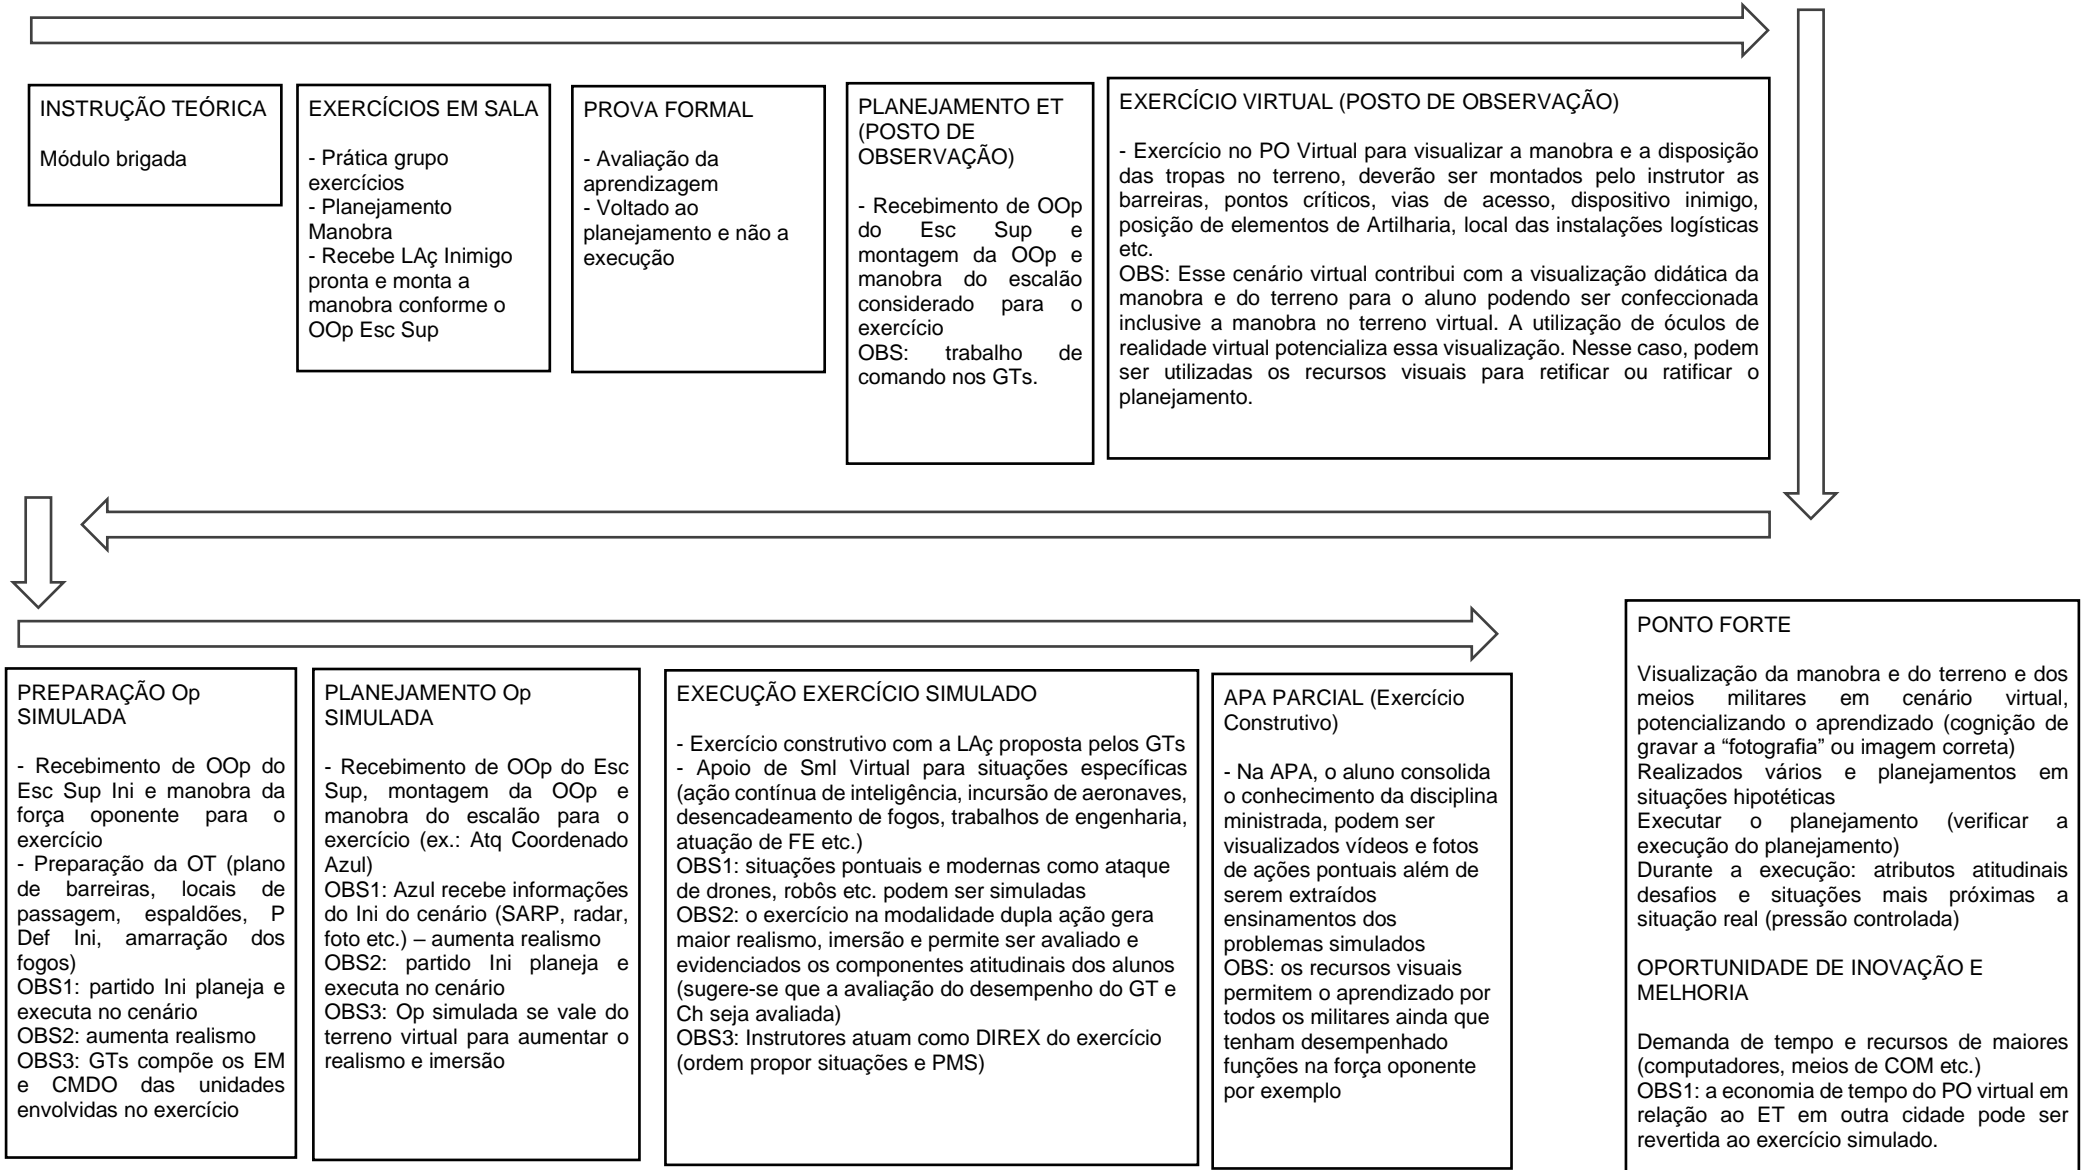 INSTRUÇÃO TEÓRICA
Módulo brigada
EXERCÍCIOS EM SALA
- Prática grupo
exercícios
- Planejamento
Manobra
- Recebe LAç Inimigo
pronta e monta a
manobra conforme o
OOp Esc Sup
PROVA FORMAL
- Avaliação da
aprendizagem
- Voltado ao
planejamento e não a
execução
PLANEJAMENTO ET
(POSTO DE
OBSERVAÇÃO)
- Recebimento de OOp
do Esc Sup e
montagem da OOp e
manobra do escalão
considerado para o
exercício
OBS: trabalho de
comando nos GTs.
EXERCÍCIO VIRTUAL (POSTO DE OBSERVAÇÃO)
- Exercício no PO Virtual para visualizar a manobra e a disposição
das tropas no terreno, deverão ser montados pelo instrutor as
barreiras, pontos críticos, vias de acesso, dispositivo inimigo,
posição de elementos de Artilharia, local das instalações logísticas
etc.
OBS: Esse cenário virtual contribui com a visualização didática da
manobra e do terreno para o aluno podendo ser confeccionada
inclusive a manobra no terreno virtual. A utilização de óculos de
realidade virtual potencializa essa visualização. Nesse caso, podem
ser utilizadas os recursos visuais para retificar ou ratificar o
planejamento.
PREPARAÇÃO Op
SIMULADA
- Recebimento de OOp do
Esc Sup Ini e manobra da
força oponente para o
exercício
- Preparação da OT (plano
de barreiras, locais de
passagem, espaldões, P
Def Ini, amarração dos
fogos)
OBS1: partido Ini planeja e
executa no cenário
OBS2: aumenta realismo
OBS3: GTs compõe os EM
e CMDO das unidades
envolvidas no exercício
PLANEJAMENTO Op
SIMULADA
- Recebimento de OOp do Esc
Sup, montagem da OOp e
manobra do escalão para o
exercício (ex.: Atq Coordenado
Azul)
OBS1: Azul recebe informações
do Ini do cenário (SARP, radar,
foto etc.) – aumenta realismo
OBS2: partido Ini planeja e
executa no cenário
OBS3: Op simulada se vale do
terreno virtual para aumentar o
realismo e imersão
EXECUÇÃO EXERCÍCIO SIMULADO
- Exercício construtivo com a LAç proposta pelos GTs
- Apoio de Sml Virtual para situações específicas
(ação contínua de inteligência, incursão de aeronaves,
desencadeamento de fogos, trabalhos de engenharia,
atuação de FE etc.)
OBS1: situações pontuais e modernas como ataque
de drones, robôs etc. podem ser simuladas
OBS2: o exercício na modalidade dupla ação gera
maior realismo, imersão e permite ser avaliado e
evidenciados os componentes atitudinais dos alunos
(sugere-se que a avaliação do desempenho do GT e
Ch seja avaliada)
OBS3: Instrutores atuam como DIREX do exercício
(ordem propor situações e PMS)
APA PARCIAL (Exercício
Construtivo)
- Na APA, o aluno consolida
o conhecimento da disciplina
ministrada, podem ser
visualizados vídeos e fotos
de ações pontuais além de
serem extraídos
ensinamentos dos
problemas simulados
OBS: os recursos visuais
permitem o aprendizado por
todos os militares ainda que
tenham desempenhado
funções na força oponente
por exemplo
PONTO FORTE
Visualização da manobra e do terreno e dos
meios militares em cenário virtual,
potencializando o aprendizado (cognição de
gravar a “fotografia” ou imagem correta)
Realizados vários e planejamentos em
situações hipotéticas
Executar o planejamento (verificar a
execução do planejamento)
Durante a execução: atributos atitudinais
desafios e situações mais próximas a
situação real (pressão controlada)
OPORTUNIDADE DE INOVAÇÃO E
MELHORIA
Demanda de tempo e recursos de maiores
(computadores, meios de COM etc.)
OBS1: a economia de tempo do PO virtual em
relação ao ET em outra cidade pode ser
revertida ao exercício simulado.